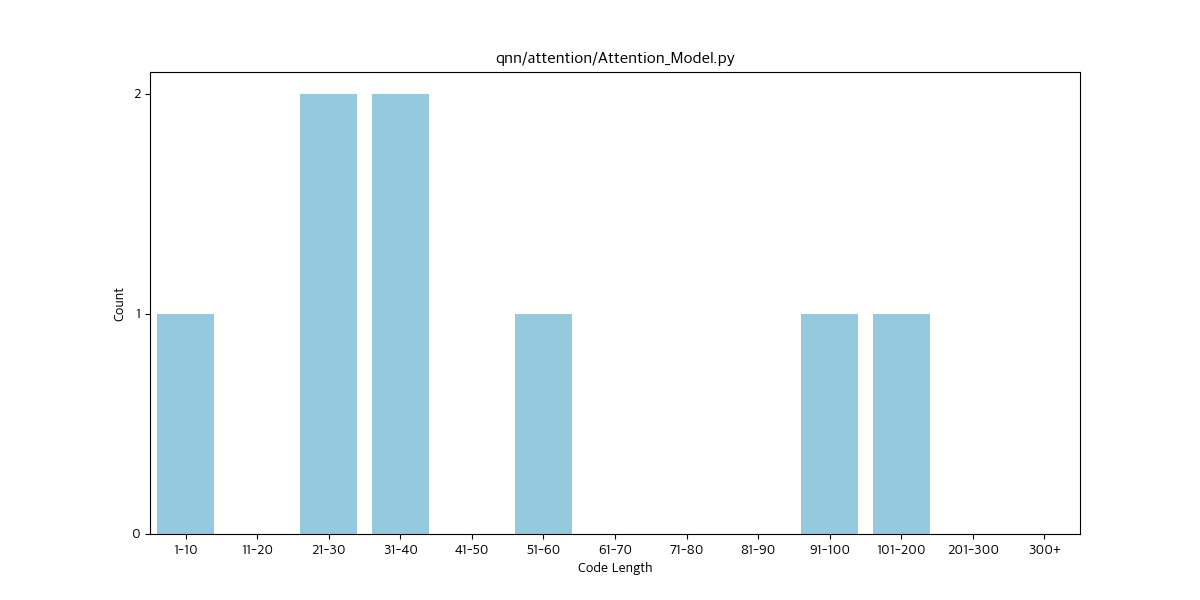 qnn/attention/Attention_Model.py
Count
2
1
0
1-10 11-20 21-30 31-40 41-50 51-60 61-70 71-80 81-90 91-100 101-200 201-300 300+
Code Length